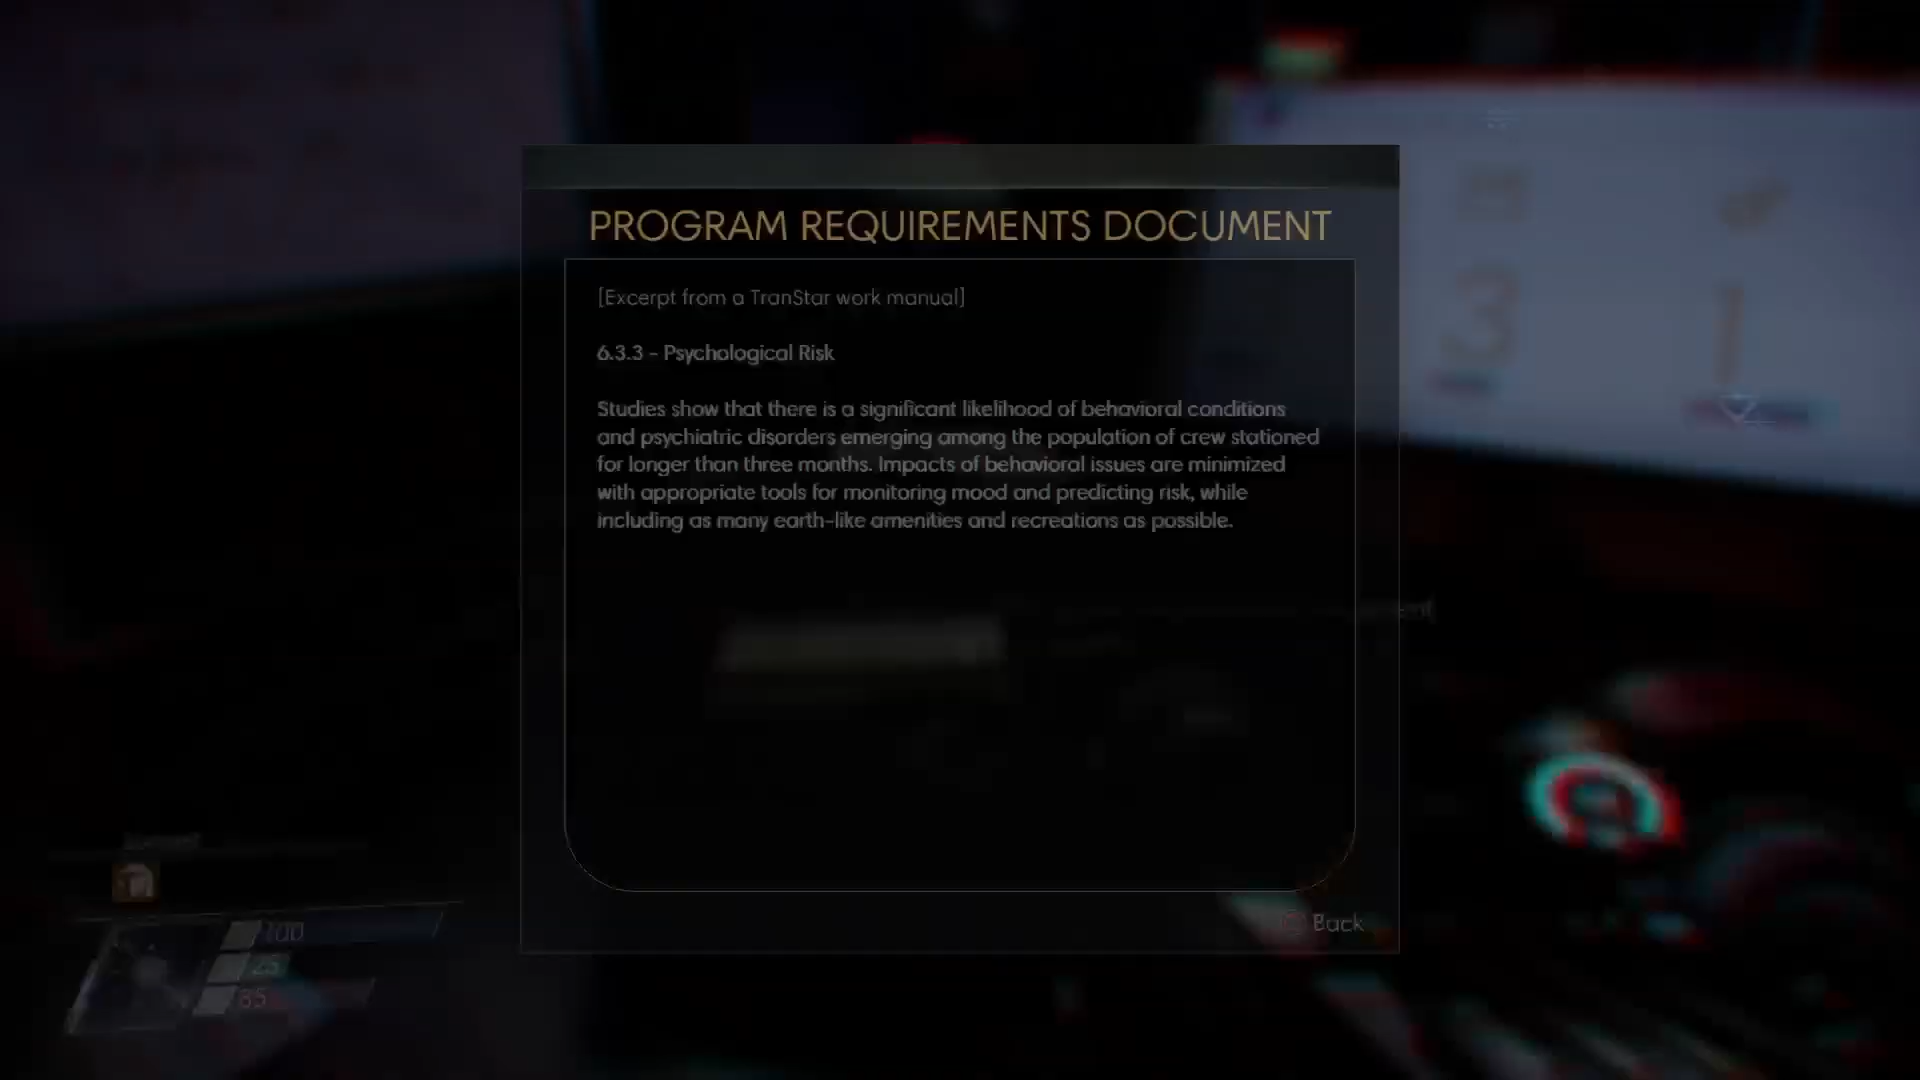 PROGRAM REQUIREMENTS DOCUMENT
[Excerpt from a TranStar work manual]
6.3.3 - Psychological Risk
Studies show that there is a significant likelihood of behavioral conditions
and psychiatric disorders emerging among the population of crew stationed
for longer than three months. Impacts of behavioral issues are minimized
with appropriate tools for monitoring mood and predicting risk, while
including as many earth-like amenities and recreations as possible.
3
1
Back
100
25
85